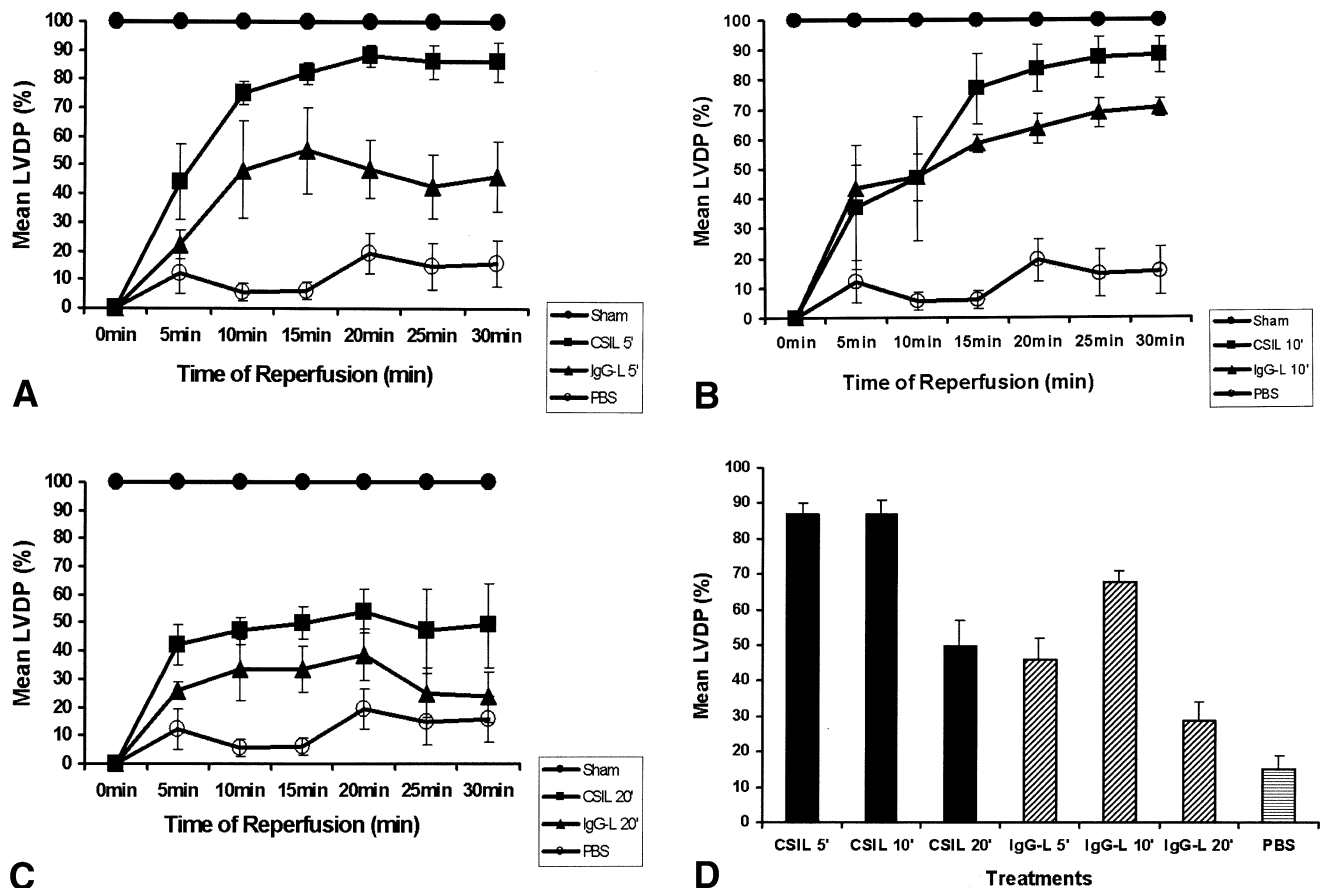 100
90
80
70
60
50
40
30
20
10
0
Mean LVDP (%)
0min 5min 10min 15min 20min 25min 30min
Time of Reperfusion (min)
Sham
CSIL 5'
IgG-L 5'
PBS
A
100
90
80
70
60
50
40
30
20
10
0
Mean LVDP (%)
0min 5min 10min 15min 20min 25min 30min
Time of Reperfusion (min)
Sham
CSIL 10'
IgG-L 10'
PBS
B
100
90
80
70
60
50
40
30
20
10
0
Mean LVDP (%)
0min 5min 10min 15min 20min 25min 30min
Time of Reperfusion (min)
Sham
CSIL 20'
IgG-L 20'
PBS
C
100
90
80
70
60
50
40
30
20
10
0
Mean LVDP (%)
CSIL 5' CSIL 10' CSIL 20' IgG-L 5' IgG-L 10' IgG-L 20' PBS
Treatments
D